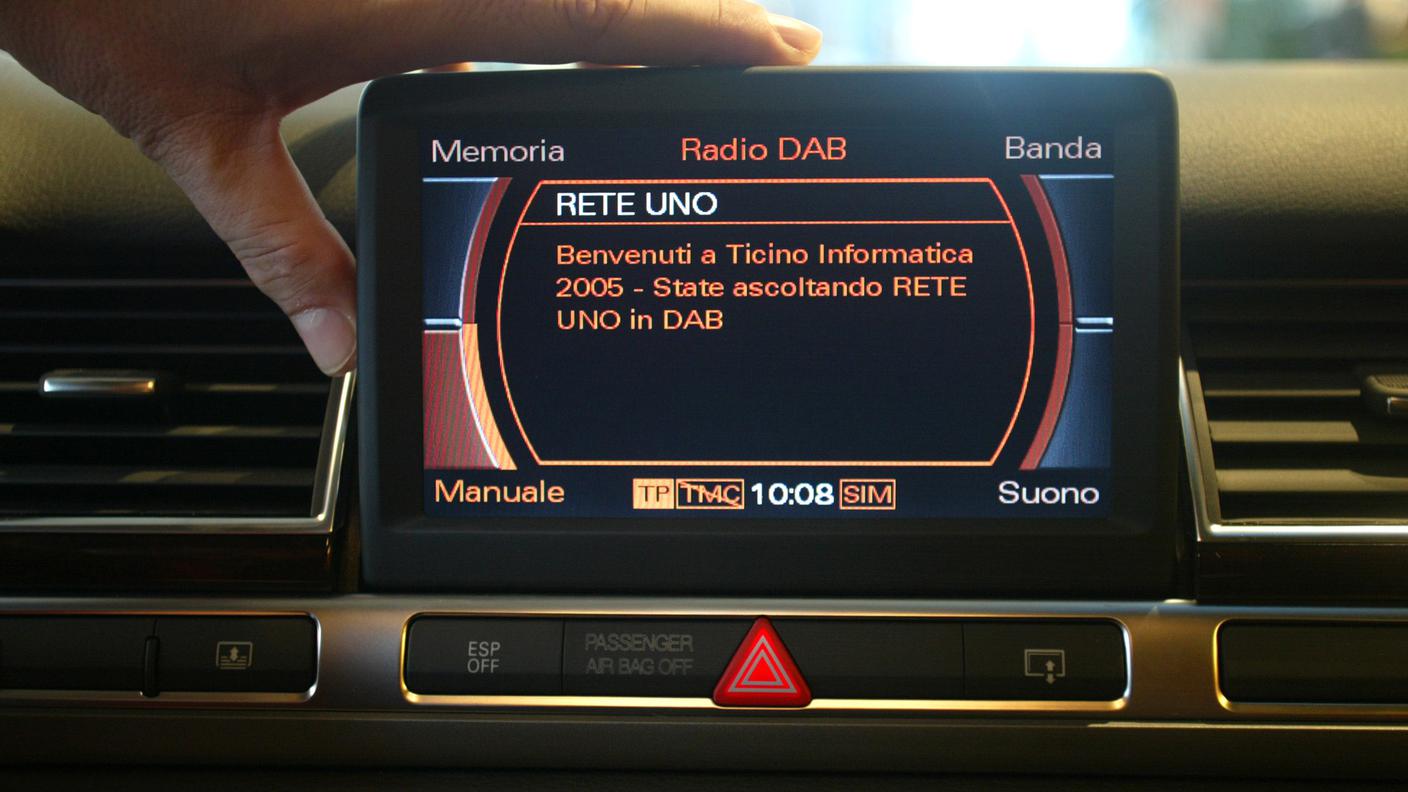 Memoria Radio DAB Banda
RETE UNO
Benvenuti a Ticino Informatica
2005 - State ascoltando RETE
UNO in DAB
Manuale TP TMC 10:08 SIM Suono
ESP
OFF
PASSENGER
AIR BAG OFF